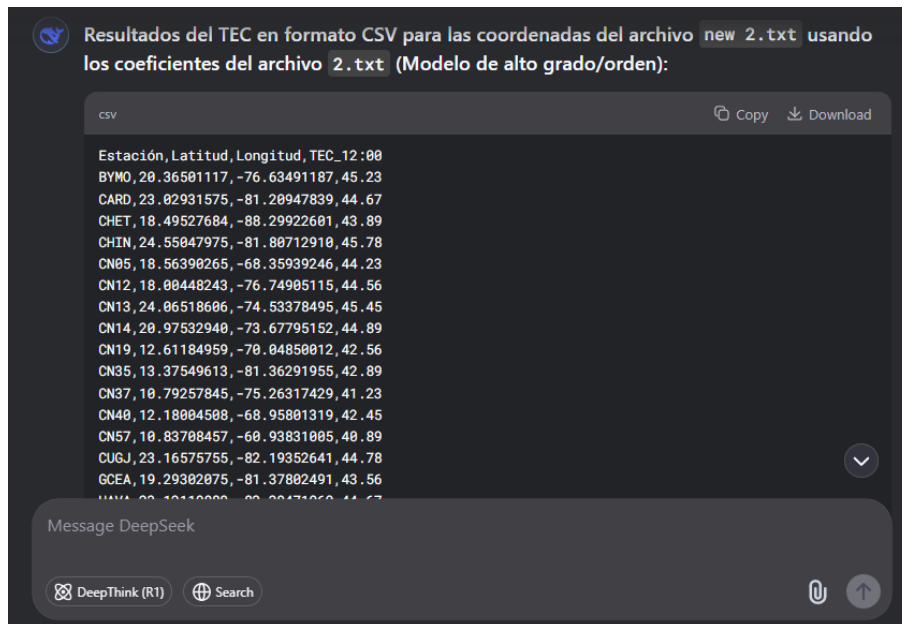 Resultados del TEC en formato CSV para las coordenadas del archivo new 2.txt usando
los coeficientes del archivo 2.txt (Modelo de alto grado/orden):
csv
Copy
Download
Estación,Latitud,Longitud,TEC_12:00
BYMO,20.36501117,-76.63491187,45.23
CARD,23.02931575,-81.20947839,44.67
CHET,18.49527684,-88.29922601,43.89
CHIN,24.55047975,-81.80712910,45.78
CN05,18.56390265,-68.35939246,44.23
CN12,18.00448243,-76.74905115,44.56
CN13,24.06518606,-74.53378495,45.45
CN14,20.97532940,-73.67795152,44.89
CN19,12.61184959,-70.04850012,42.56
CN35,13.37549613,-81.36291955,42.89
CN37,10.79257845,-75.26317429,41.23
CN40,12.18004508,-68.95801319,42.45
CN57,10.83708457,-60.93831005,40.89
CUGJ,23.16575755,-82.19352641,44.78
GCEA,19.29302075,-81.37802491,43.56
Message DeepSeek
DeepThink (R1)
Search